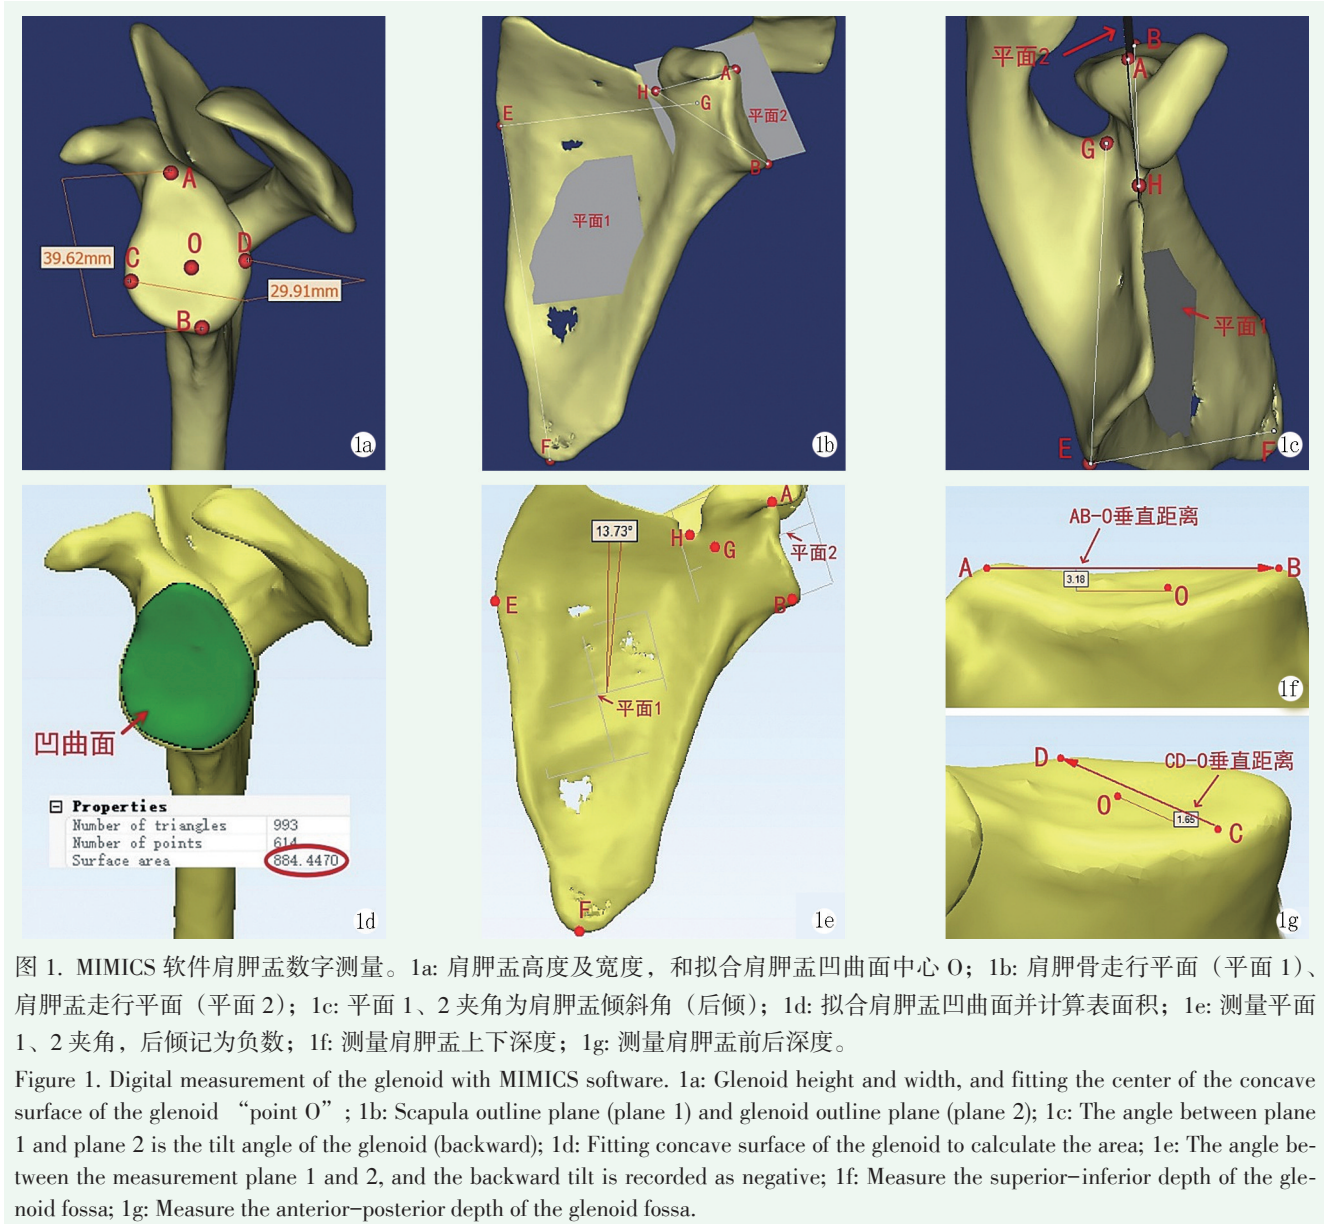 A
D
O
C
B
39.62mm
29.91mm
1a
E
H
A
G
平面2
B
平面1
F
1b
平面2
B
A
G
H
平面1
E
F
1c
凹曲面
Properties
Number of triangles 993
Number of points 614
Surface area 884.4470
1d
13.73°
A
H
G
平面2
E
B
平面1
F
1e
AB-O垂直距离
A
B
3.18
O
1f
D
CD-O垂直距离
O
1.65
C
1g
图 1. MIMICS 软件肩胛盂数字测量。1a: 肩胛盂高度及宽度，和拟合肩胛盂凹曲面中心 O；1b: 肩胛骨走行平面（平面 1）、
肩胛盂走行平面（平面 2）；1c: 平面 1、2 夹角为肩胛盂倾斜角（后倾）；1d: 拟合肩胛盂凹曲面并计算表面积；1e: 测量平面
1、2 夹角，后倾记为负数；1f: 测量肩胛盂上下深度；1g: 测量肩胛盂前后深度。
Figure 1. Digital measurement of the glenoid with MIMICS software. 1a: Glenoid height and width, and fitting the center of the concave
surface of the glenoid “point O”; 1b: Scapula outline plane (plane 1) and glenoid outline plane (plane 2); 1c: The angle between plane
1 and plane 2 is the tilt angle of the glenoid (backward); 1d: Fitting concave surface of the glenoid to calculate the area; 1e: The angle be-
tween the measurement plane 1 and 2, and the backward tilt is recorded as negative; 1f: Measure the superior-inferior depth of the gle-
noid fossa; 1g: Measure the anterior-posterior depth of the glenoid fossa.